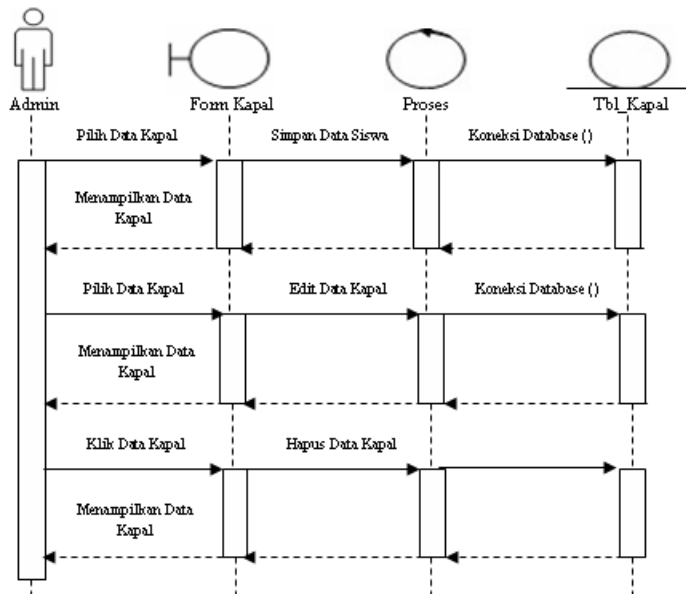 Admin
Form Kapal
Proses
Tbl_Kapal
Pilih Data Kapal
Simpan Data Siswa
Koneksi Database ()
Menampilkan Data
Kapal
Pilih Data Kapal
Edit Data Kapal
Koneksi Database ()
Menampilkan Data
Kapal
Klik Data Kapal
Hapus Data Kapal
Menampilkan Data
Kapal